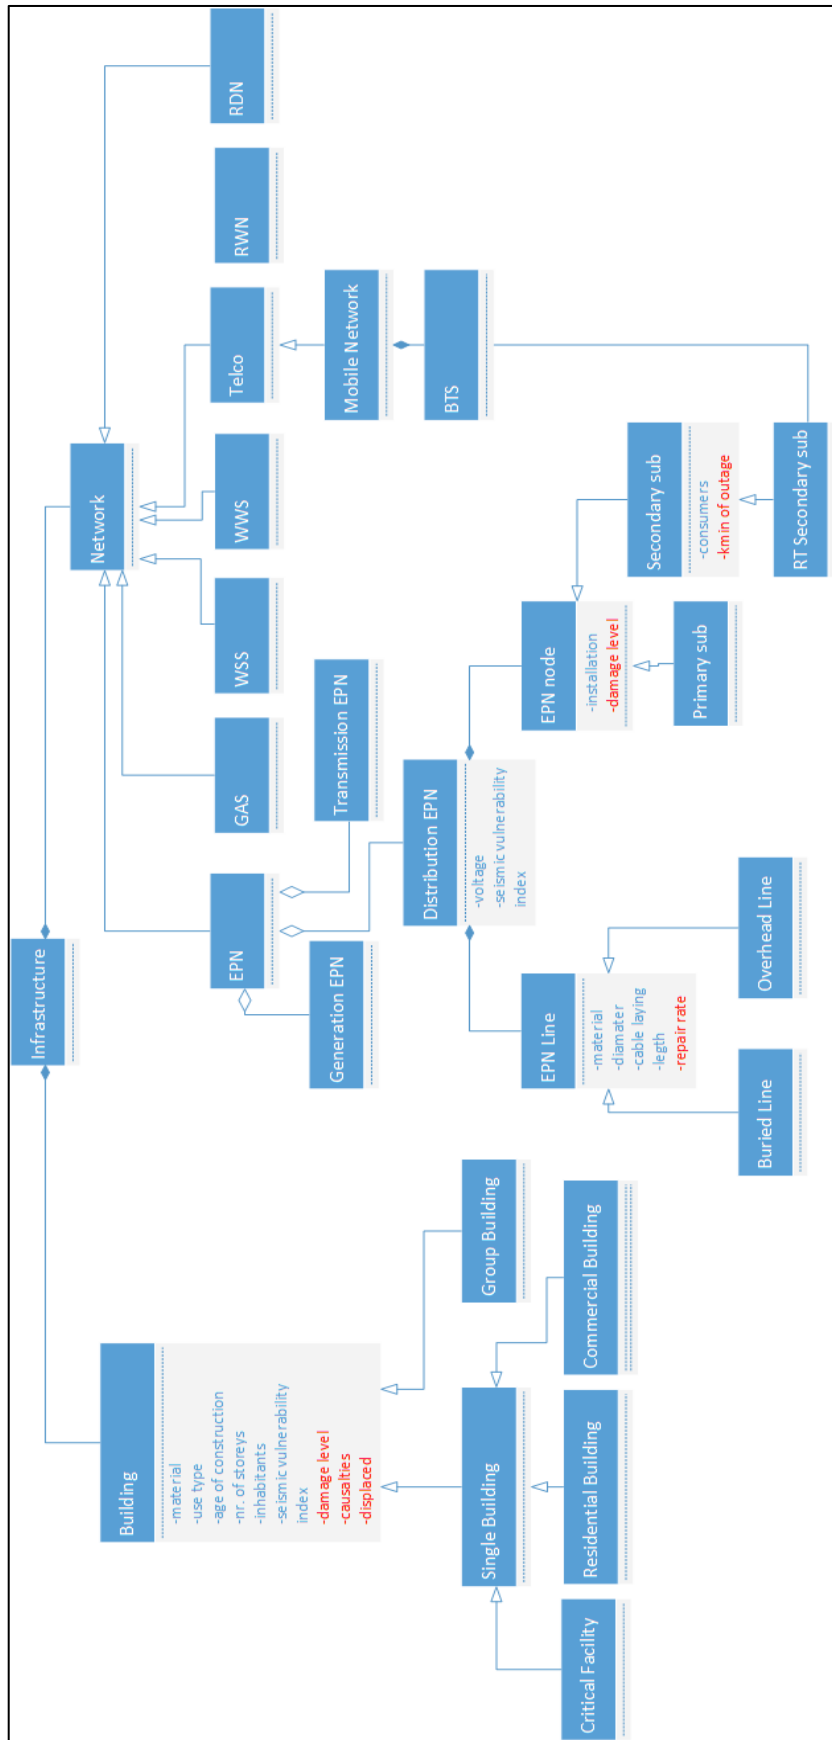 Infrastructure
Building
-material
-use type
-age of construction
-nr. of storeys
-inhabitants
-seismic vulnerability
index
-damage level
-causalties
-displaced
Network
EPN
GAS
WSS
WWS
Telco
RWN
RDN
Generation EPN
Transmission EPN
Mobile Network
Distribution EPN
-voltage
-seismic vulnerability
index
BTS
Single Building
Group Building
Critical Facility
Residential Building
Commercial Building
EPN Line
-material
-diamater
-cable laying
-legth
-repair rate
EPN node
-installation
-damage level
Secondary sub
-consumers
-kmin of outage
Primary sub
Buried Line
Overhead Line
RT Secondary sub